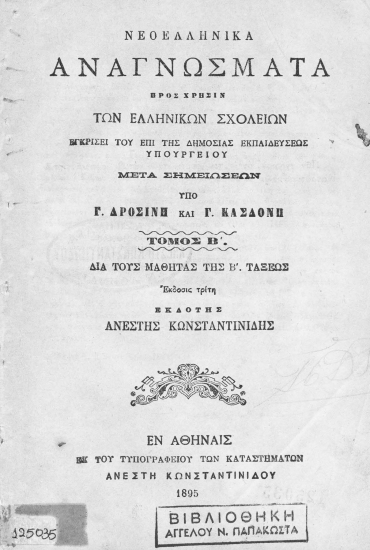 ΝΕΟΕΛΛΗΝΙΚΑ
ΑΝΑΓΝΩΣΜΑΤΑ
ΠΡΟΣ ΧΡΗΣΙΝ
ΤΩΝ ΕΛΛΗΝΙΚΩΝ ΣΧΟΛΕΙΩΝ
ΕΓΚΡΙΣΕΙ ΤΟΥ ΕΠΙ ΤΗΣ ΔΗΜΟΣΙΑΣ ΕΚΠΑΙΔΕΥΣΕΩΣ
ΥΠΟΥΡΓΕΙΟΥ
ΜΕΤΑ ΣΗΜΕΙΩΣΕΩΝ
ΥΠΟ
Γ. ΔΡΟΣΙΝΗ ΚΑΙ Γ. ΚΑΣΔΟΝΗ
ΤΟΜΟΣ Β΄.
ΔΙΑ ΤΟΥΣ ΜΑΘΗΤΑΣ ΤΗΣ Β΄. ΤΑΞΕΩΣ
Ἔκδοσις τρίτη
ΕΚΔΟΤΗΣ
ΑΝΕΣΤΗΣ ΚΩΝΣΤΑΝΤΙΝΙΔΗΣ
ΕΝ ΑΘΗΝΑΙΣ
ΕΚ ΤΟΥ ΤΥΠΟΓΡΑΦΕΙΟΥ ΤΩΝ ΚΑΤΑΣΤΗΜΑΤΩΝ
ΑΝΕΣΤΗ ΚΩΝΣΤΑΝΤΙΝΙΔΟΥ
1895
125035
ΒΙΒΛΙΟΘΗΚΗ
ΑΓΓΕΛΟΥ Ν. ΠΑΠΑΚΩΣΤΑ